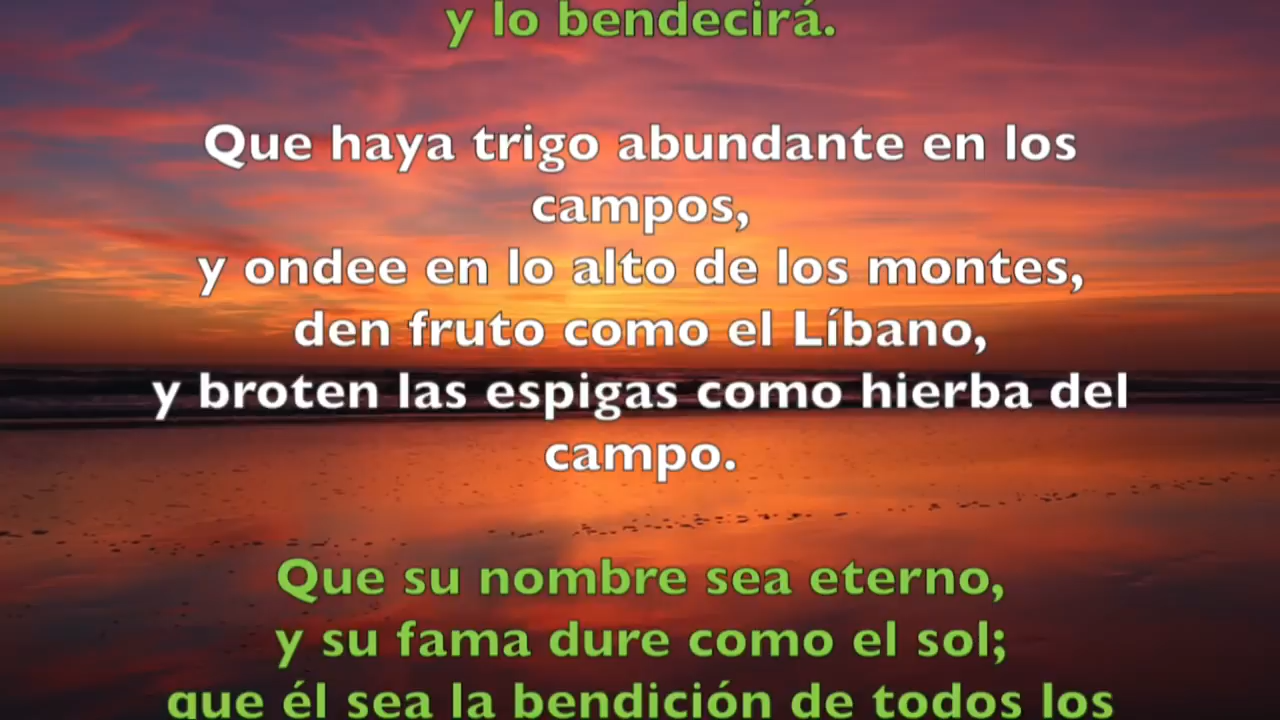 y lo bendecirá.
Que haya trigo abundante en los
campos,
y ondee en lo alto de los montes,
den fruto como el Líbano,
y broten las espigas como hierba del
campo.
Que su nombre sea eterno,
y su fama dure como el sol;
que él sea la bendición de todos los